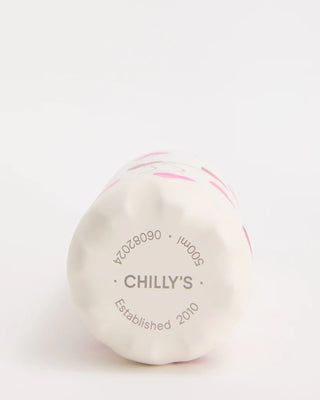 06082024 · 500ml
· CHILLY'S ·
Established 2010